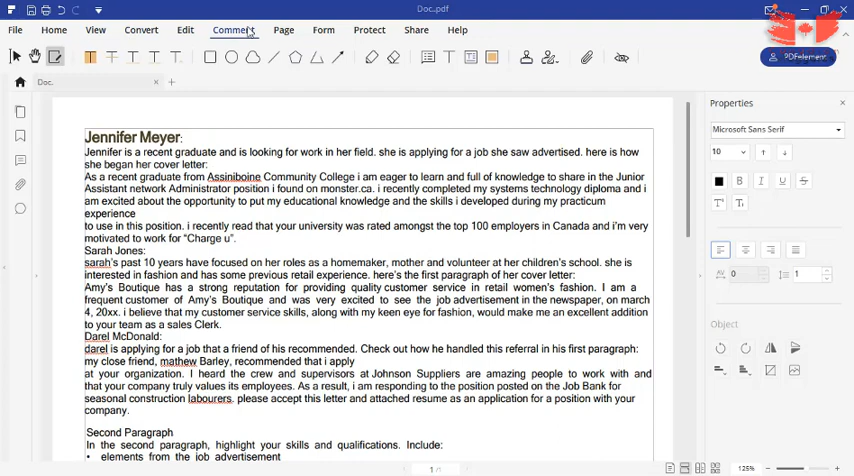 Doc.pdf
File Home View Convert Edit Comment Page Form Protect Share Help
PDFelement
Doc.
Properties
Microsoft Sans Serif
10
B I U S
0 1
Object
Jennifer Meyer:
Jennifer is a recent graduate and is looking for work in her field. she is applying for a job she saw advertised. here is how
she began her cover letter:
As a recent graduate from Assiniboine Community College i am eager to learn and full of knowledge to share in the Junior
Assistant network Administrator position i found on monster.ca. i recently completed my systems technology diploma and i
am excited about the opportunity to put my educational knowledge and the skills i developed during my practicum
experience
to use in this position. i recently read that your university was rated amongst the top 100 employers in Canada and i'm very
motivated to work for “Charge u”.
Sarah Jones:
sarah's past 10 years have focused on her roles as a homemaker, mother and volunteer at her children's school. she is
interested in fashion and has some previous retail experience. here's the first paragraph of her cover letter:
Amy's Boutique has a strong reputation for providing quality customer service in retail women's fashion. I am a
frequent customer of Amy's Boutique and was very excited to see the job advertisement in the newspaper, on march
4, 20xx. i believe that my customer service skills, along with my keen eye for fashion, would make me an excellent addition
to your team as a sales Clerk.
Darel McDonald:
darel is applying for a job that a friend of his recommended. Check out how he handled this referral in his first paragraph:
my close friend, mathew Barley, recommended that i apply
at your organization. I heard the crew and supervisors at Johnson Suppliers are amazing people to work with and
that your company truly values its employees. As a result, i am responding to the position posted on the Job Bank for
seasonal construction labourers. please accept this letter and attached resume as an application for a position with your
company.
Second Paragraph
In the second paragraph, highlight your skills and qualifications. Include:
• elements from the job advertisement
1 /1
125%